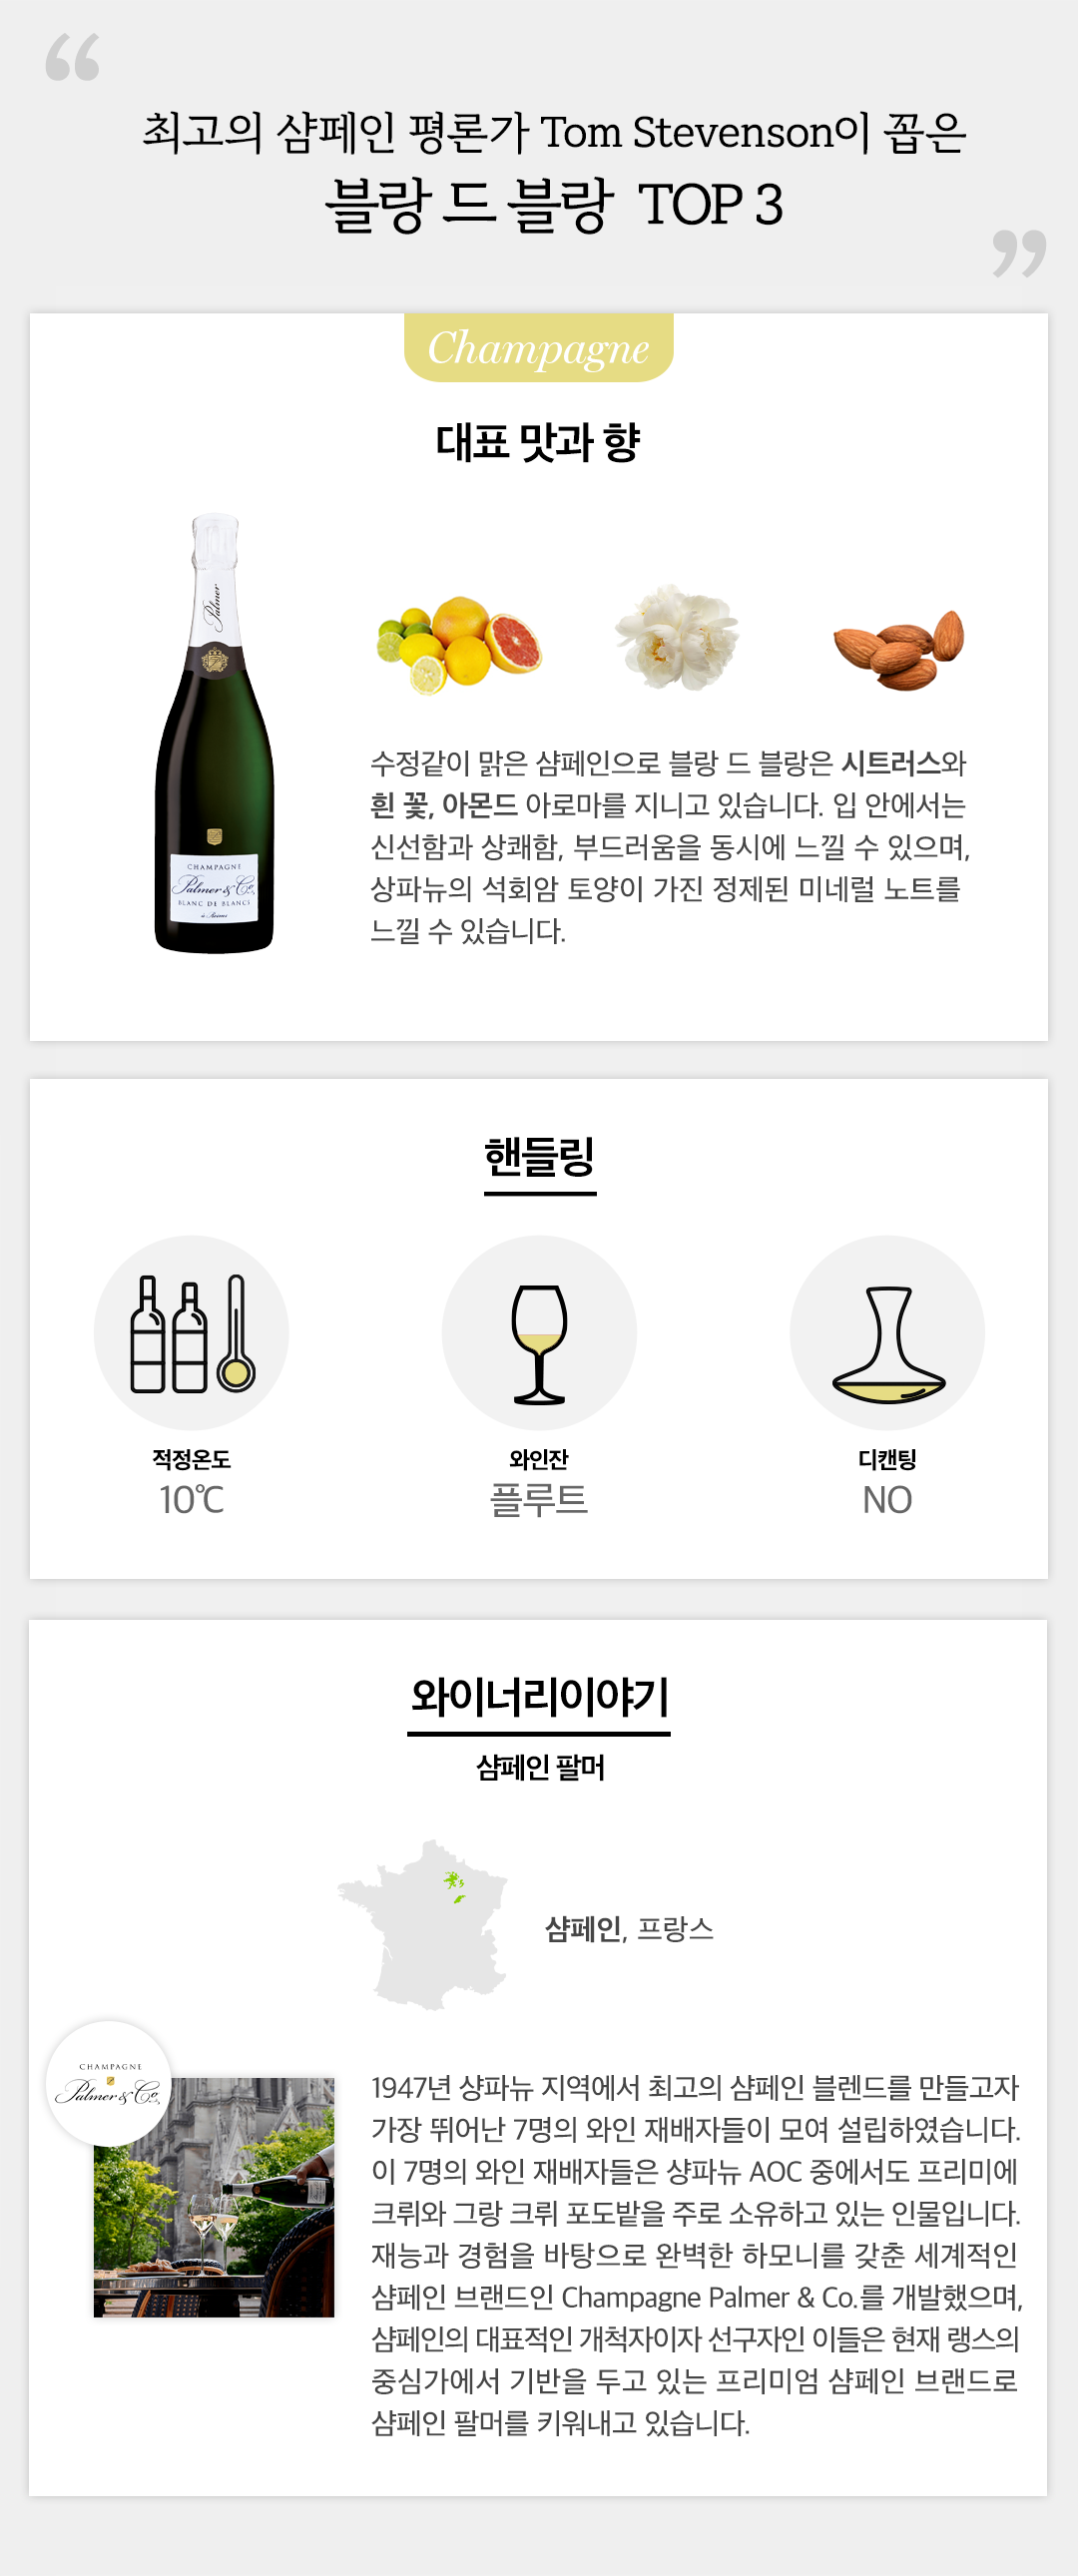 “
최고의 샴페인 평론가 Tom Stevenson이 꼽은
블랑 드 블랑 TOP 3
”
Champagne
대표 맛과 향
Palmer
CHAMPAGNE
Palmer & Co.
BLANC DE BLANCS
à Reims
수정같이 맑은 샴페인으로 블랑 드 블랑은 시트러스와
흰 꽃, 아몬드 아로마를 지니고 있습니다. 입 안에서는
신선함과 상쾌함, 부드러움을 동시에 느낄 수 있으며,
상파뉴의 석회암 토양이 가진 정제된 미네럴 노트를
느낄 수 있습니다.
핸들링
적정온도
10℃
와인잔
플루트
디캔팅
NO
와이너리이야기
샴페인 팔머
샴페인, 프랑스
CHAMPAGNE
Palmer & Co.
1947년 샹파뉴 지역에서 최고의 샴페인 블렌드를 만들고자
가장 뛰어난 7명의 와인 재배자들이 모여 설립하였습니다.
이 7명의 와인 재배자들은 샹파뉴 AOC 중에서도 프리미에
크뤼와 그랑 크뤼 포도밭을 주로 소유하고 있는 인물입니다.
재능과 경험을 바탕으로 완벽한 하모니를 갖춘 세계적인
샴페인 브랜드인 Champagne Palmer & Co.를 개발했으며,
샴페인의 대표적인 개척자이자 선구자인 이들은 현재 랭스의
중심가에서 기반을 두고 있는 프리미엄 샴페인 브랜드로
샴페인 팔머를 키워내고 있습니다.